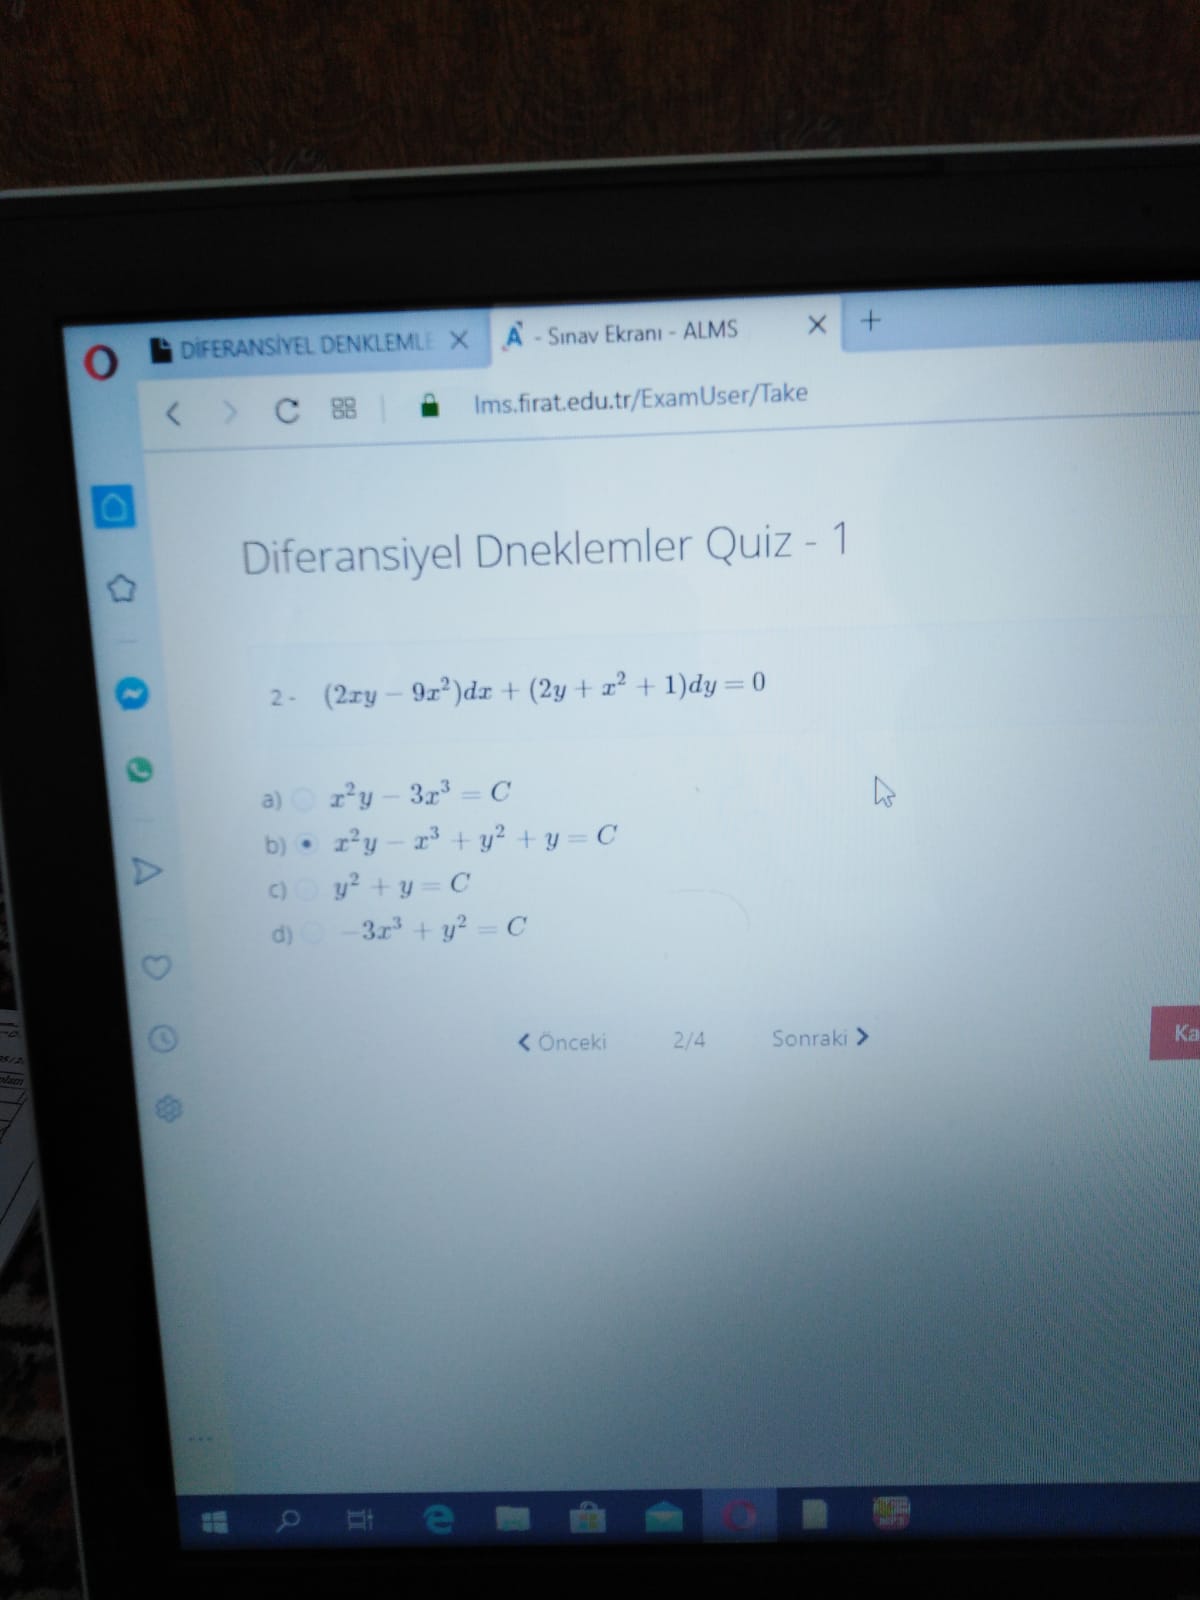 DİFERANSİYEL DENKLEMLE
A - Sınav Ekranı - ALMS
lms.firat.edu.tr/ExamUser/Take
Diferansiyel Dneklemler Quiz - 1
2 - (2xy − 9x²)dx + (2y + x² + 1)dy = 0
a) x²y − 3x³ = C
b) x²y − x³ + y² + y = C
c) y² + y = C
d) −3x³ + y² = C
Önceki 2/4 Sonraki
Ka